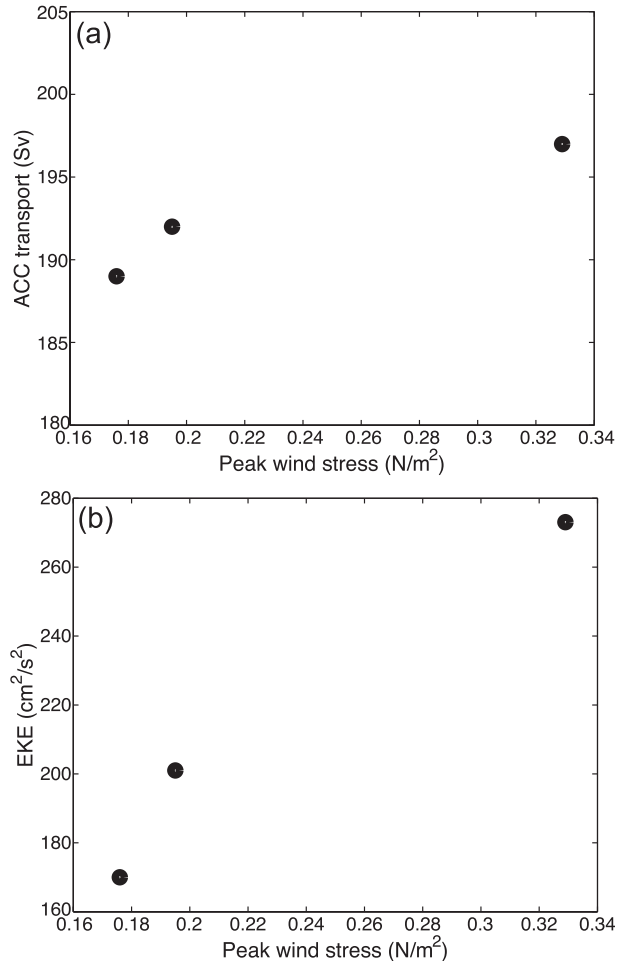 (a)
205
200
195
190
185
180
ACC transport (Sv)
0.16 0.18 0.2 0.22 0.24 0.26 0.28 0.3 0.32 0.34
Peak wind stress (N/m²)
(b)
280
260
240
220
200
180
160
EKE (cm²/s²)
0.16 0.18 0.2 0.22 0.24 0.26 0.28 0.3 0.32 0.34
Peak wind stress (N/m²)